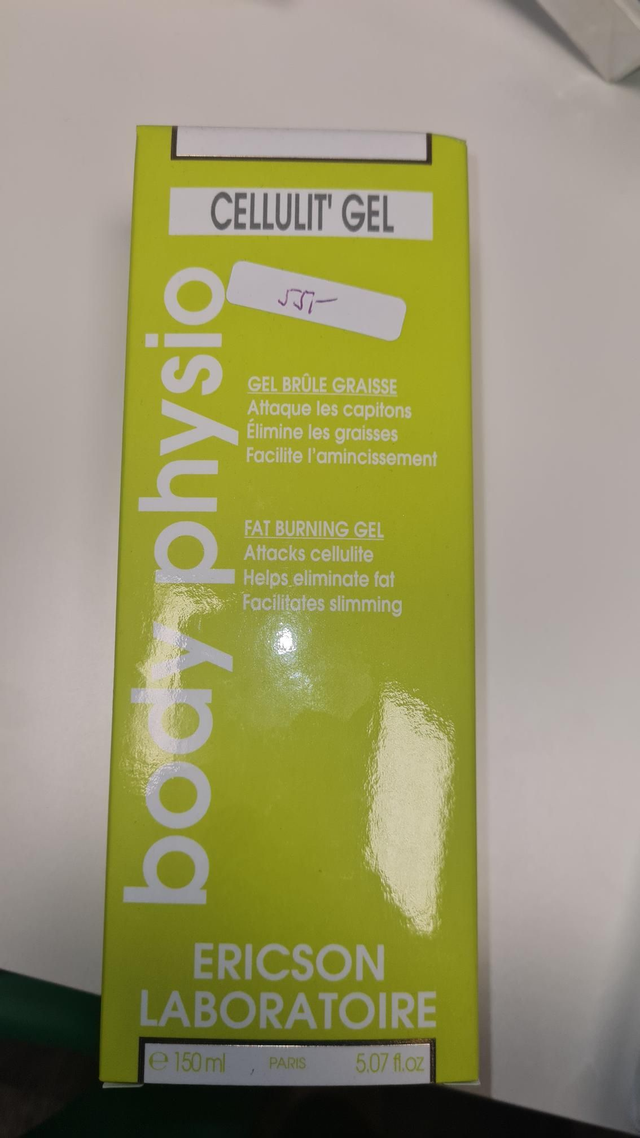 CELLULIT' GEL
55,-
body physio
GEL BRÛLE GRAISSE
Attaque les capitons
Élimine les graisses
Facilite l'amincissement
FAT BURNING GEL
Attacks cellulite
Helps eliminate fat
Facilitates slimming
ERICSON
LABORATOIRE
℮ 150 ml PARIS 5.07 fl.oz